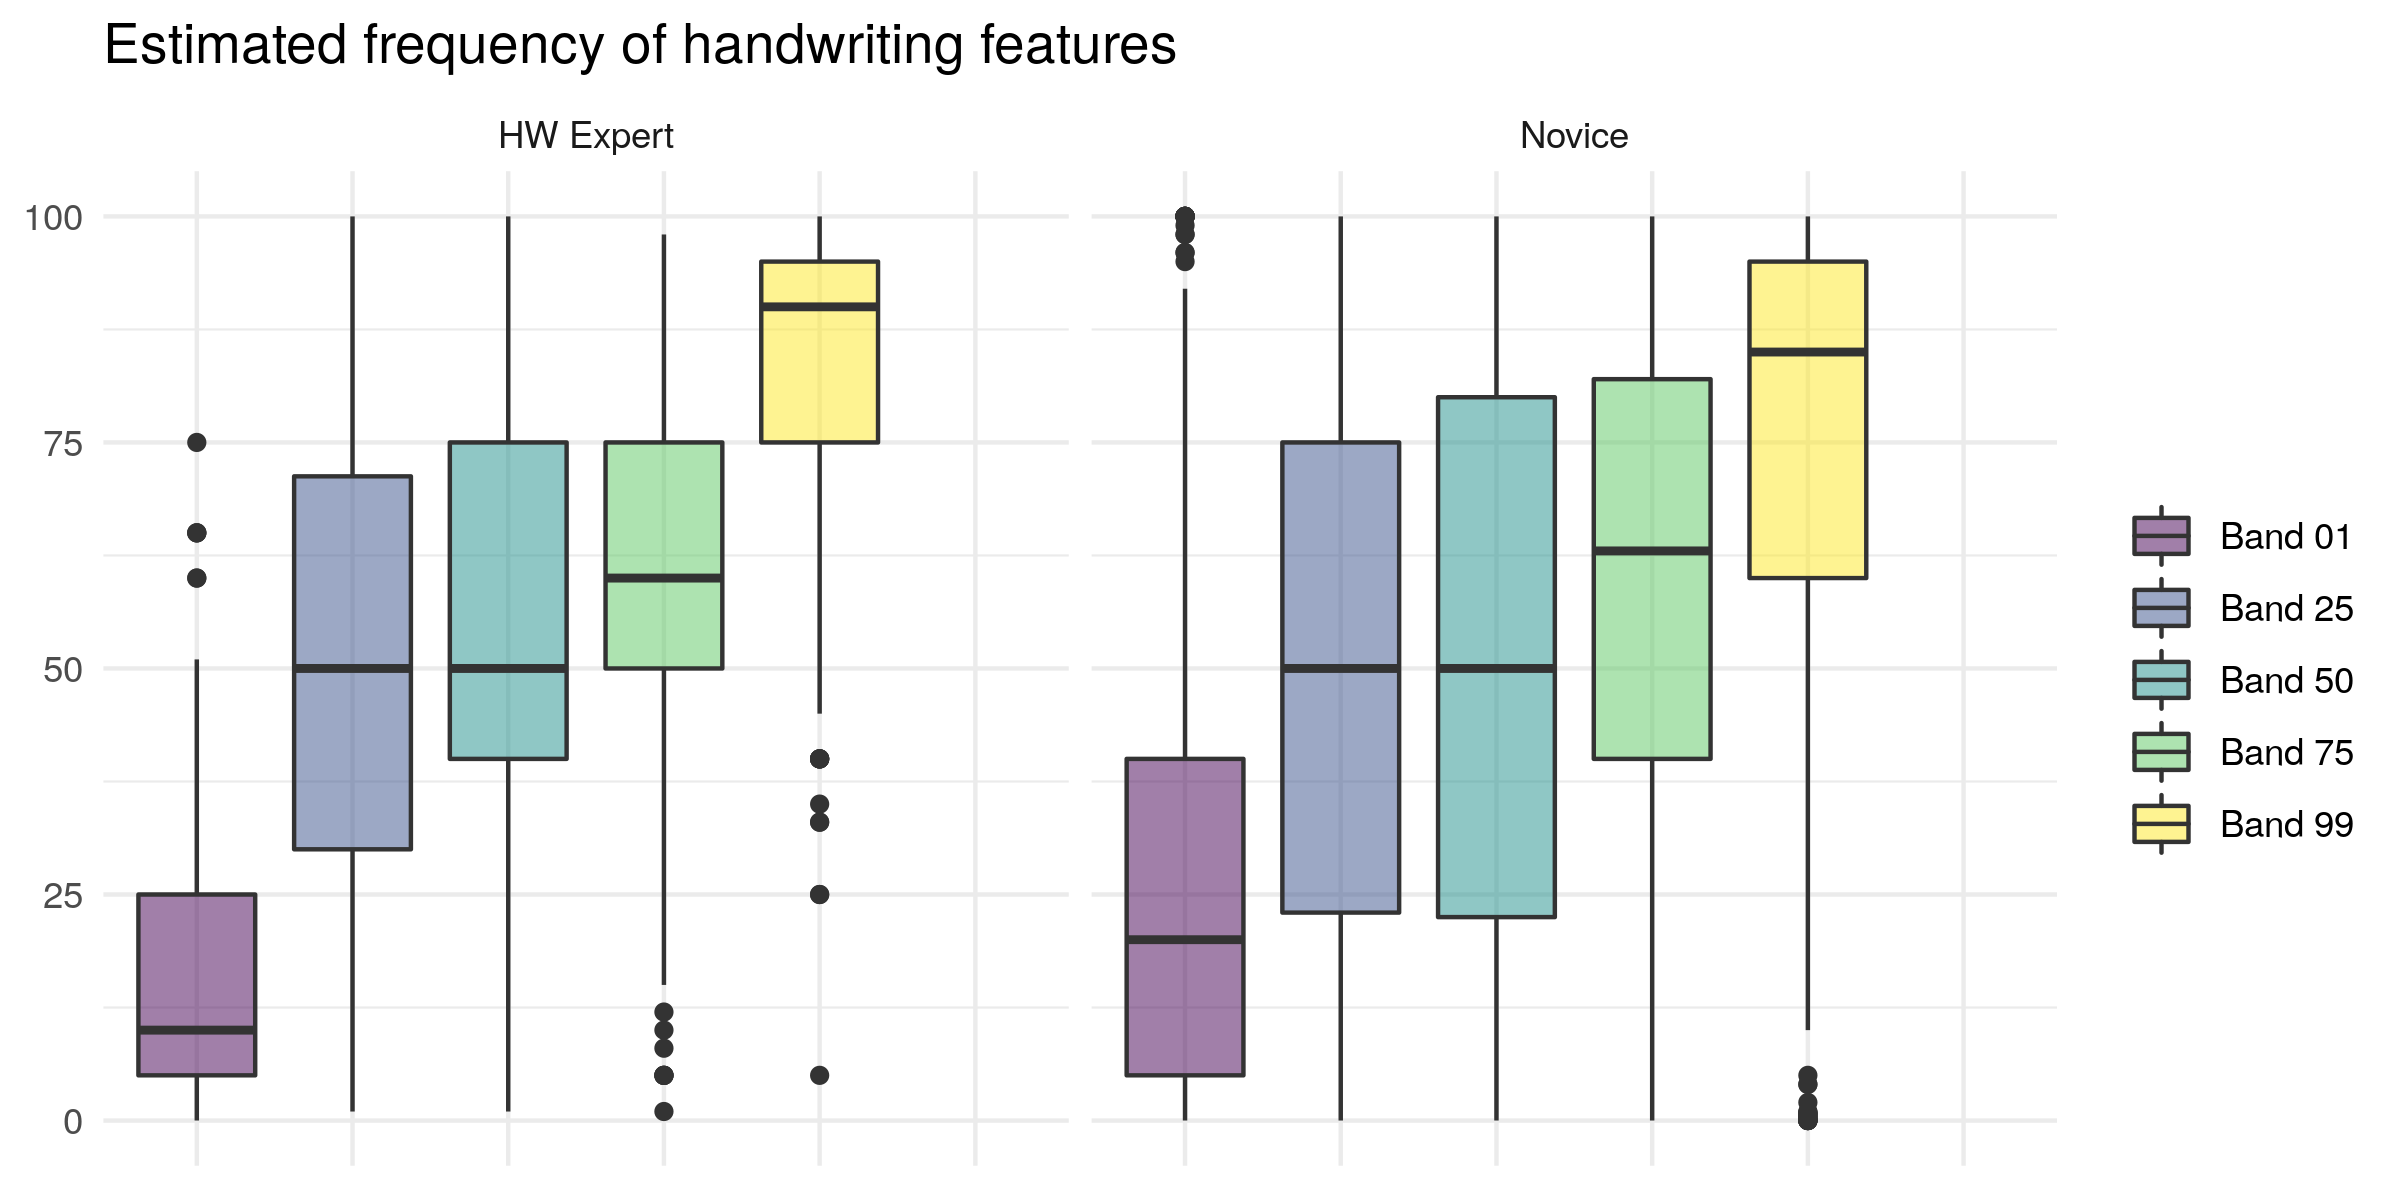 Estimated frequency of handwriting features
HW Expert
Novice
100
75
50
25
0
Band 01
Band 25
Band 50
Band 75
Band 99